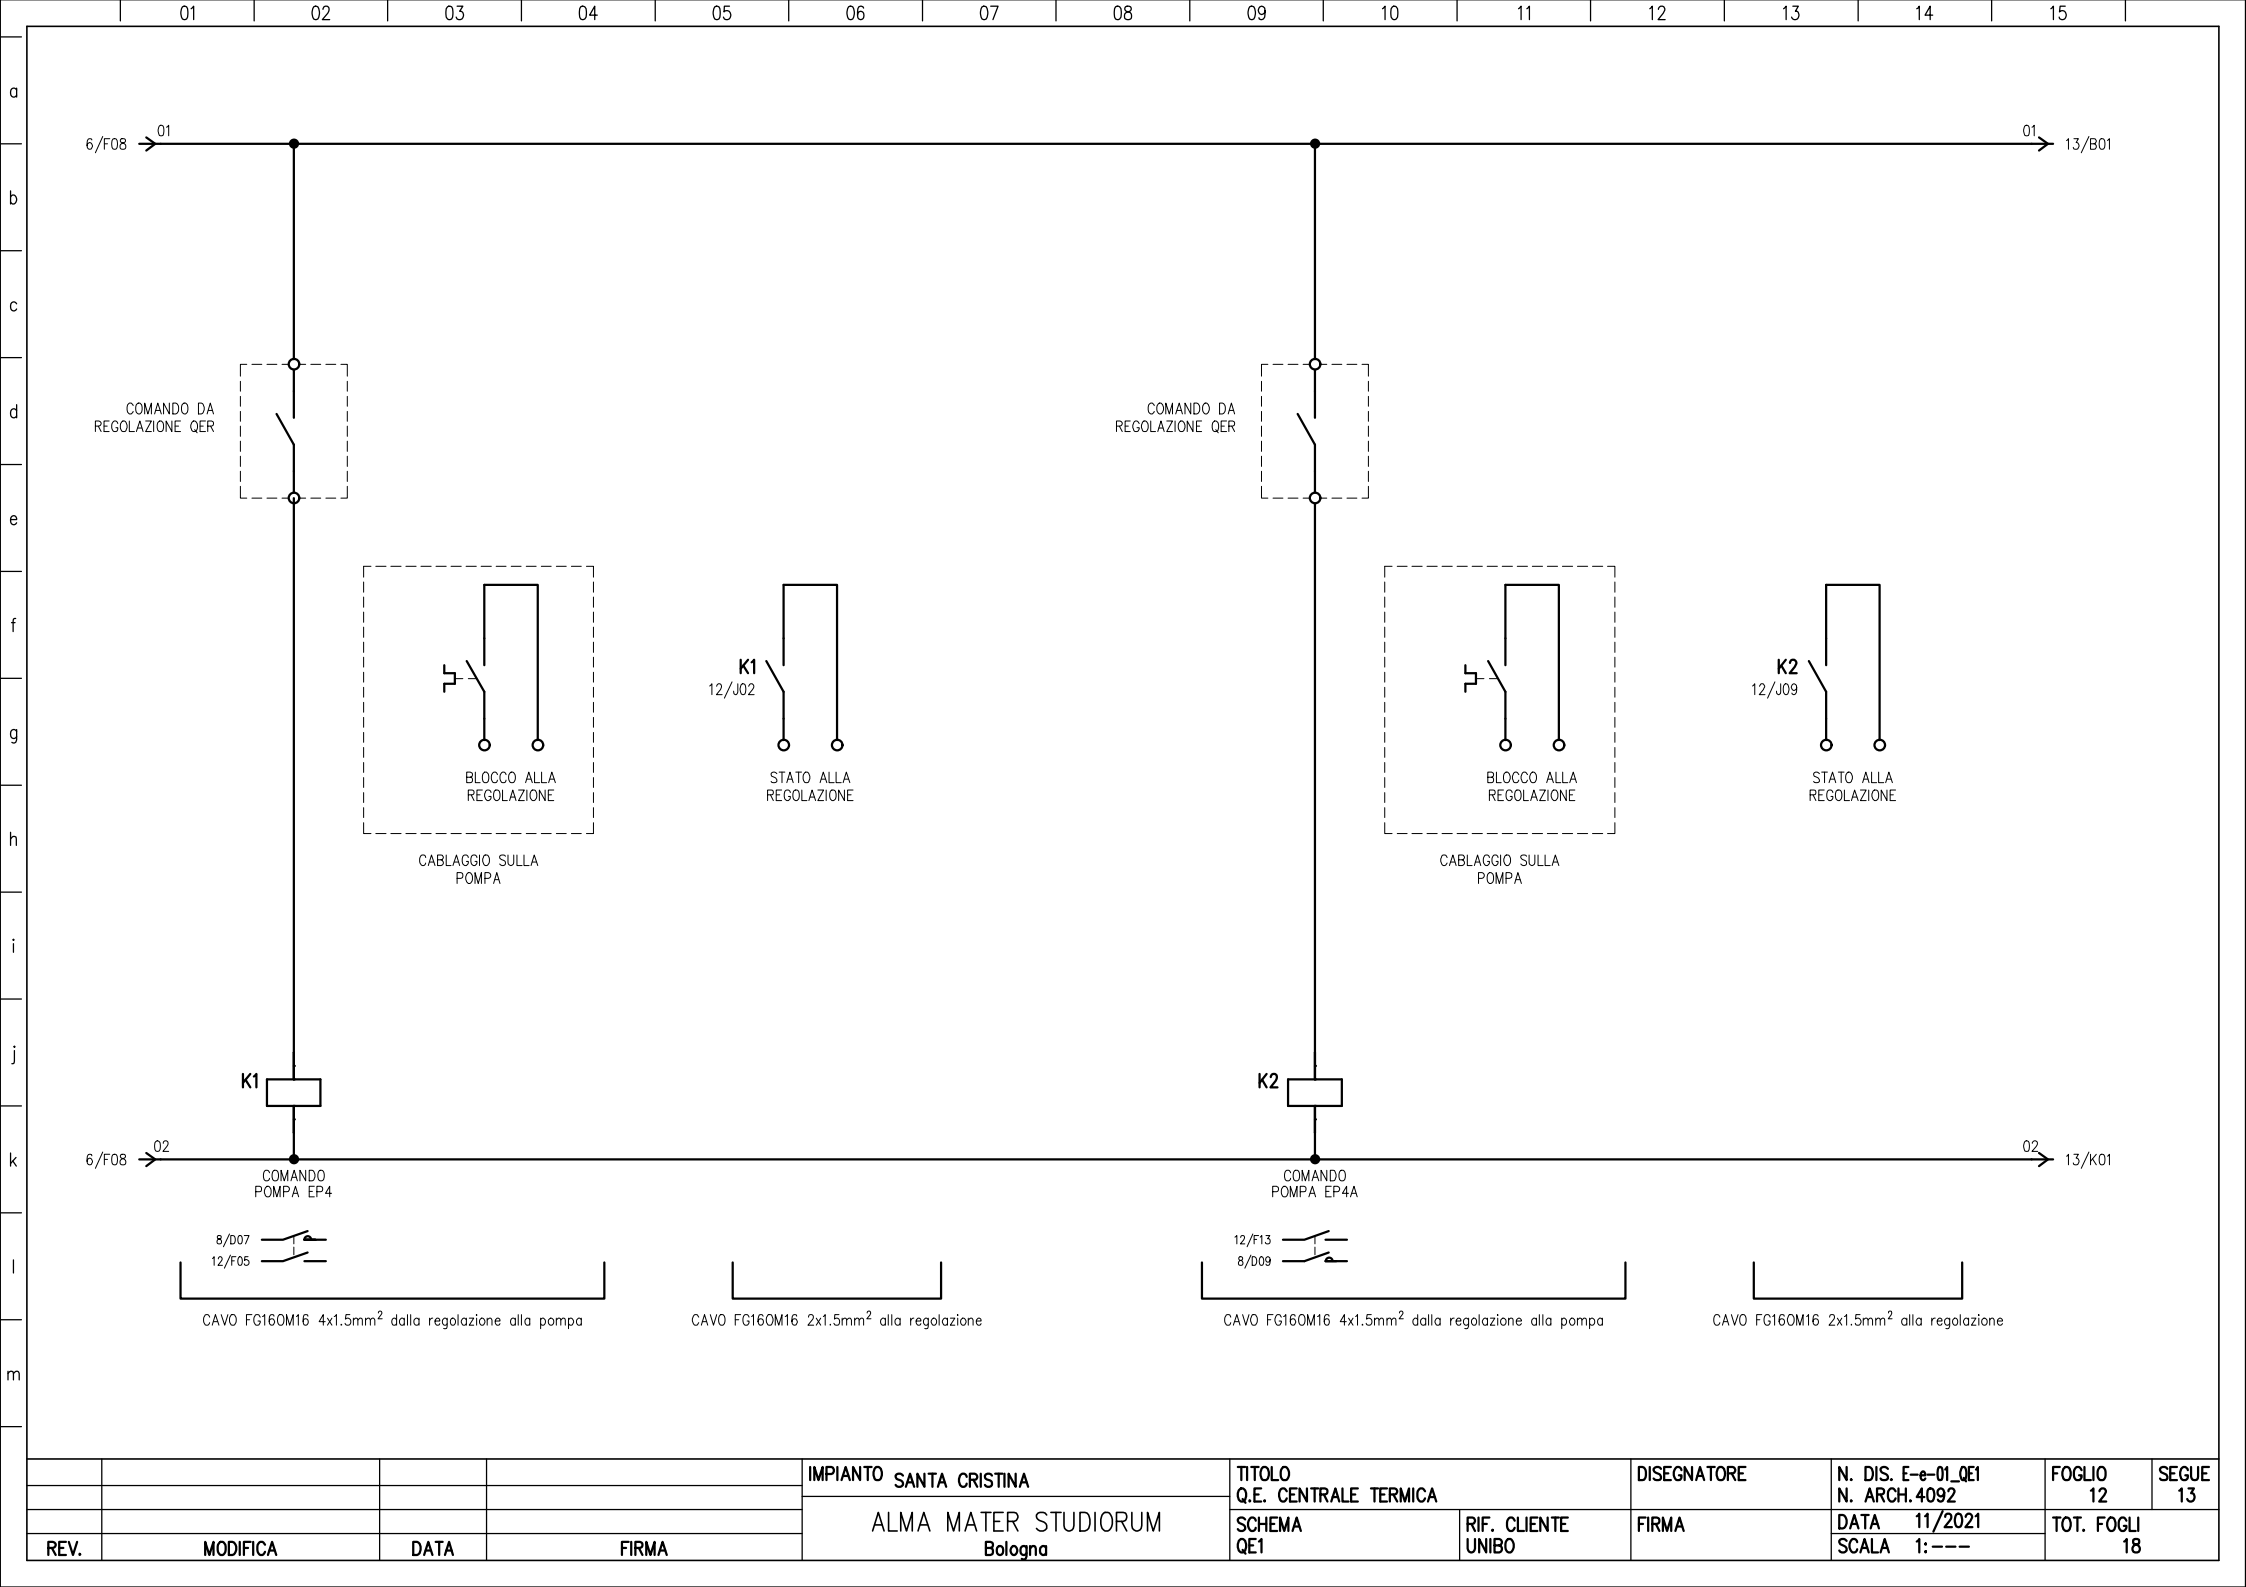 01 02 03 04 05 06 07 08 09 10 11 12 13 14 15
a
b
c
d
e
f
g
h
i
j
k
l
m
6/F08 01
01 13/B01
COMANDO DA
REGOLAZIONE QER
COMANDO DA
REGOLAZIONE QER
BLOCCO ALLA
REGOLAZIONE
CABLAGGIO SULLA
POMPA
K1
12/J02
STATO ALLA
REGOLAZIONE
BLOCCO ALLA
REGOLAZIONE
CABLAGGIO SULLA
POMPA
K2
12/J09
STATO ALLA
REGOLAZIONE
K1
K2
6/F08 02
02 13/K01
COMANDO
POMPA EP4
8/D07
12/F05
COMANDO
POMPA EP4A
12/F13
8/D09
CAVO FG16OM16 4x1.5mm² dalla regolazione alla pompa
CAVO FG16OM16 2x1.5mm² alla regolazione
CAVO FG16OM16 4x1.5mm² dalla regolazione alla pompa
CAVO FG16OM16 2x1.5mm² alla regolazione
REV. MODIFICA DATA FIRMA
IMPIANTO SANTA CRISTINA
ALMA MATER STUDIORUM
Bologna
TITOLO
Q.E. CENTRALE TERMICA
SCHEMA
QE1
RIF. CLIENTE
UNIBO
DISEGNATORE
FIRMA
N. DIS. E-e-01_QE1
N. ARCH. 4092
DATA 11/2021
SCALA 1:---
FOGLIO
12
SEGUE
13
TOT. FOGLI
18